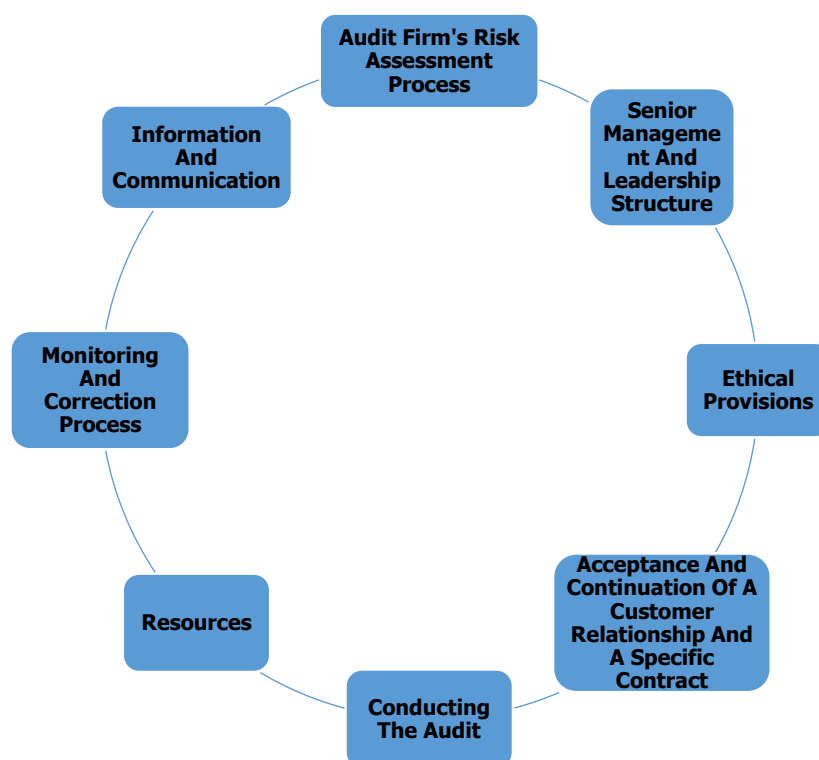 Audit Firm's Risk
Assessment
Process
Senior
Manageme
nt And
Leadership
Structure
Ethical
Provisions
Acceptance And
Continuation Of A
Customer
Relationship And
A Specific
Contract
Conducting
The Audit
Resources
Monitoring
And
Correction
Process
Information
And
Communication